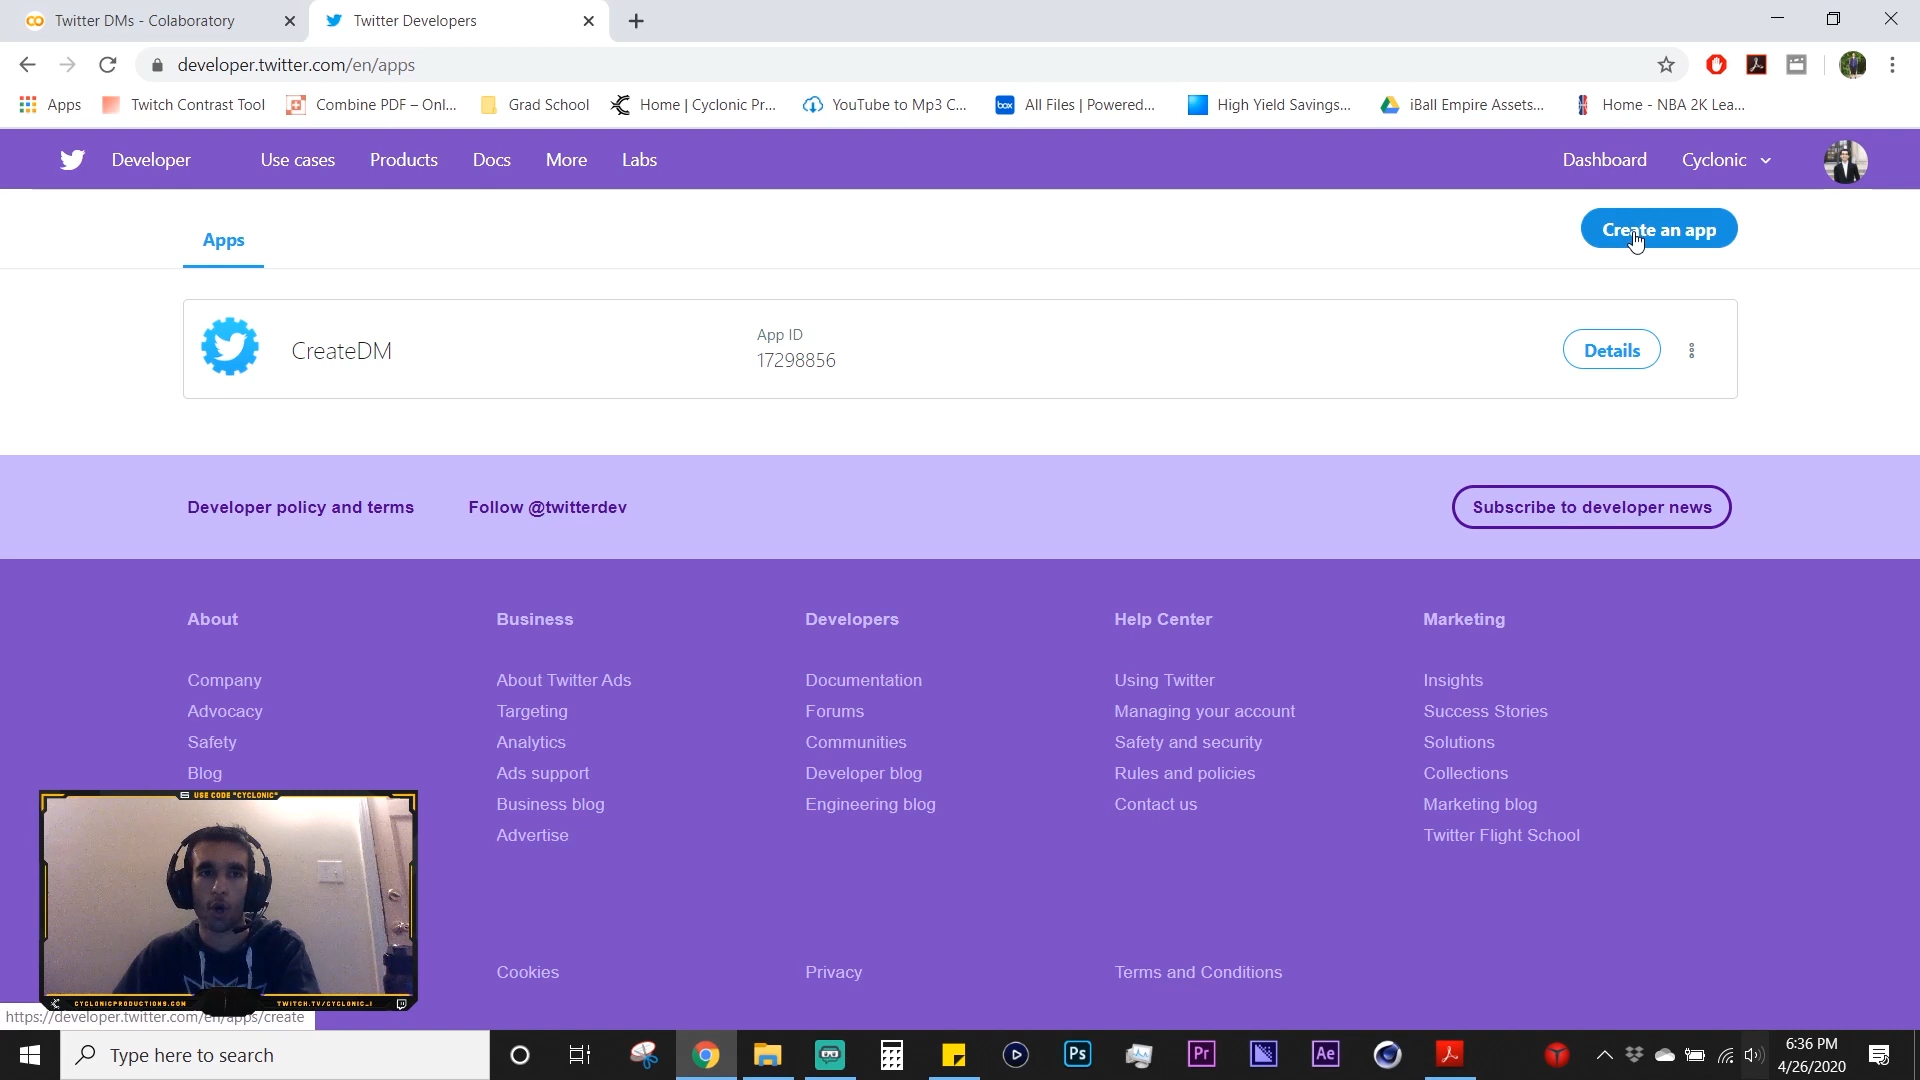 Twitter DMs - Colaboratory
Twitter Developers
developer.twitter.com/en/apps
Apps
Twitch Contrast Tool
Combine PDF – Onl...
Grad School
Home | Cyclonic Pr...
YouTube to Mp3 C...
box
All Files | Powered...
High Yield Savings...
iBall Empire Assets...
Home - NBA 2K Lea...
Developer
Use cases
Products
Docs
More
Labs
Dashboard
Cyclonic
Apps
Create an app
CreateDM
App ID
17298856
Details
Developer policy and terms
Follow @twitterdev
Subscribe to developer news
About
Business
Developers
Help Center
Marketing
Company
About Twitter Ads
Documentation
Using Twitter
Insights
Advocacy
Targeting
Forums
Managing your account
Success Stories
Safety
Analytics
Communities
Safety and security
Solutions
Blog
Ads support
Developer blog
Rules and policies
Collections
Business blog
Engineering blog
Contact us
Marketing blog
Advertise
Twitter Flight School
USE CODE "CYCLONIC"
CYCLONICPRODUCTIONS.COM
TWITCH.TV/CYCLONIC_I
Cookies
Privacy
Terms and Conditions
https://developer.twitter.com/en/apps/create
Type here to search
Ps
Pr
Ae
6:36 PM
4/26/2020